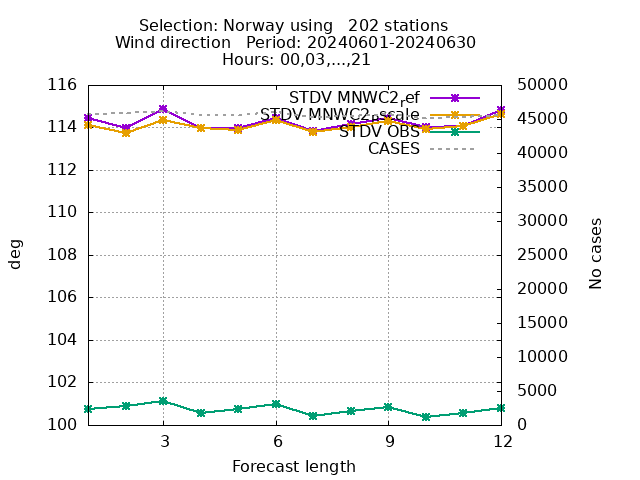 Selection: Norway using   202 stations
Wind direction   Period: 20240601-20240630
Hours: 00,03,...,21
116
114
112
110
108
106
104
102
100
deg
50000
45000
40000
35000
30000
25000
20000
15000
10000
5000
0
No cases
STDV MNWC2ref
STDV MNWC2pscale
STDV OBS
CASES
3
6
9
12
Forecast length